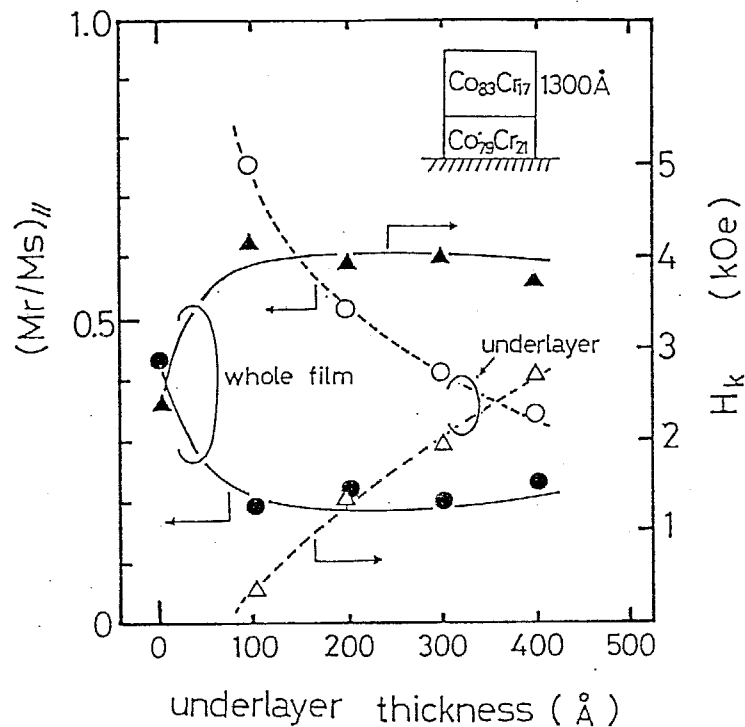 1.0
0.5
0
(Mr/Ms)//
Co83Cr17 1300Å
Co79Cr21
5
4
3
2
1
Hk (kOe)
whole film
underlayer
0 100 200 300 400 500
underlayer thickness (Å)